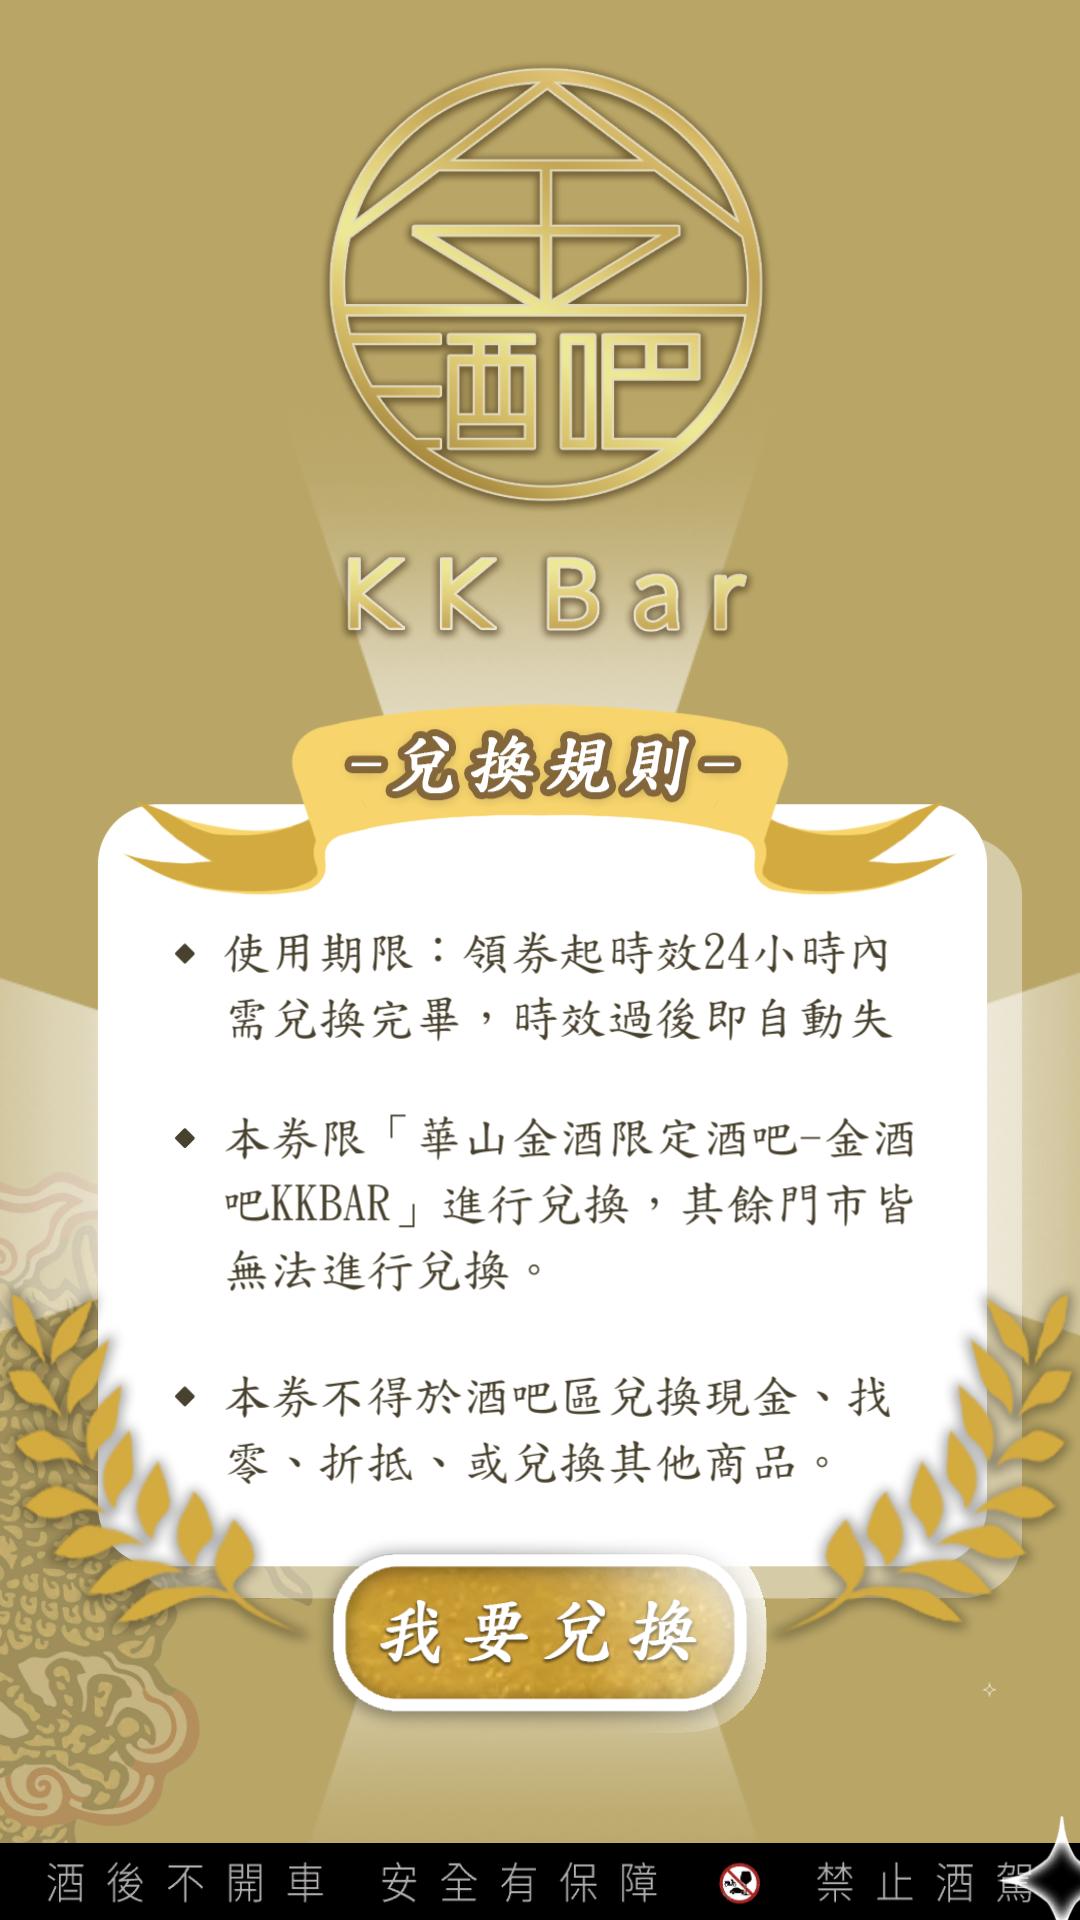 金
酒吧
KK Bar
-兌換規則-
◆ 使用期限：領券起時效24小時內
需兌換完畢，時效過後即自動失
◆ 本券限「華山金酒限定酒吧-金酒
吧KKBAR」進行兌換，其餘門市皆
無法進行兌換。
◆ 本券不得於酒吧區兌換現金、找
零、折抵、或兌換其他商品。
我要兌換
酒後不開車 安全有保障 禁止酒駕